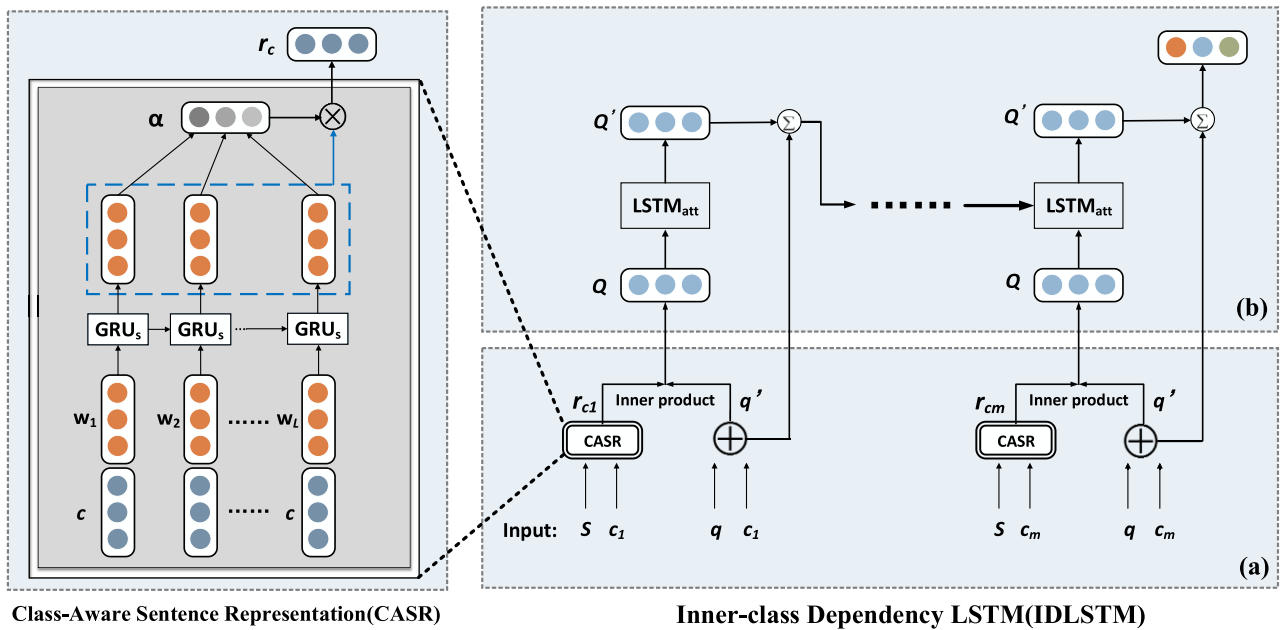 r_c
α
GRU_s GRU_s ... GRU_s
w_1 w_2 ...... w_L
c ...... c
Class-Aware Sentence Representation(CASR)
Q' Σ Q' Σ
LSTM_att ...... LSTM_att
Q Q
(b)
r_c1 Inner product q' r_cm Inner product q'
CASR CASR
Input: S c_1 q c_1 S c_m q c_m
(a)
Inner-class Dependency LSTM(IDLSTM)